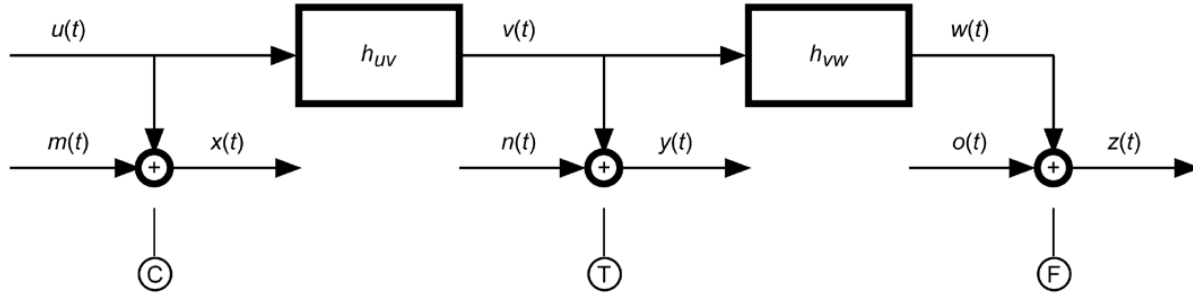 u(t) v(t) w(t)
h_uv h_vw
m(t) x(t) n(t) y(t) o(t) z(t)
+ + +
C T F